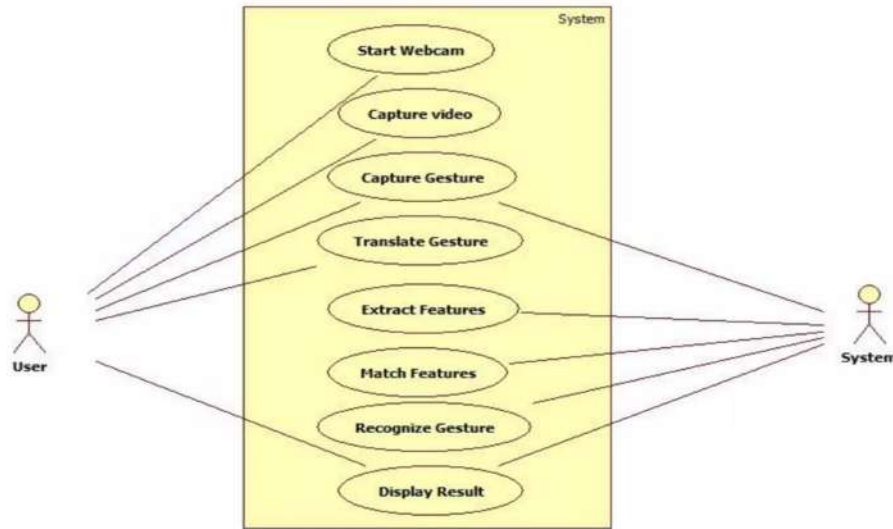 System
Start Webcam
Capture video
Capture Gesture
Translate Gesture
Extract Features
Match Features
Recognize Gesture
Display Result
User
System